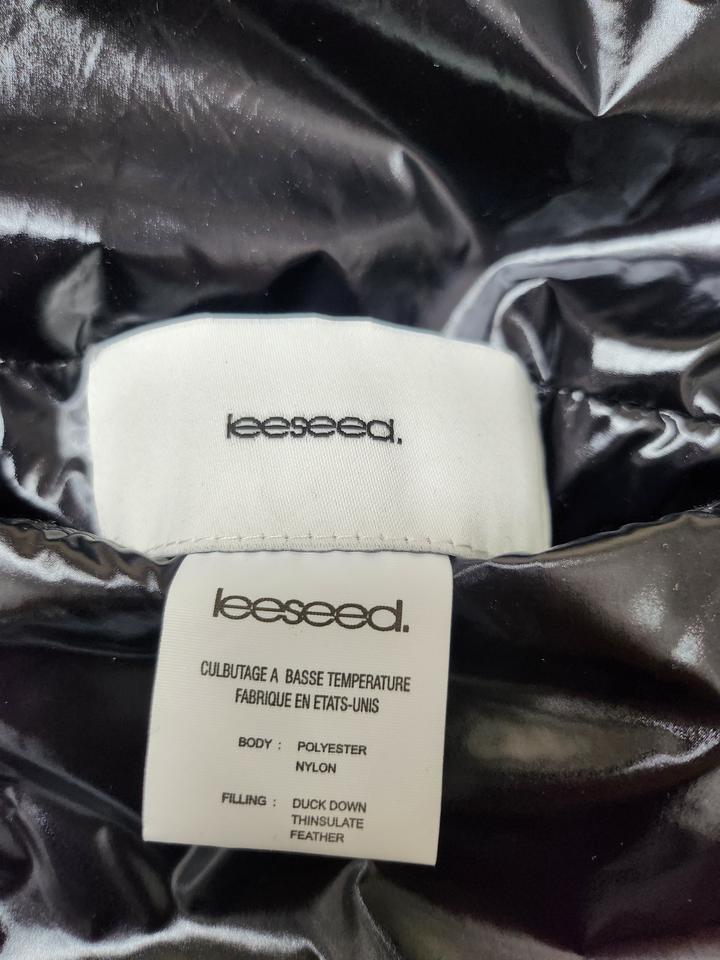 leeseed.
leeseed.
CULBUTAGE A BASSE TEMPERATURE
FABRIQUE EN ETATS-UNIS
BODY : POLYESTER
NYLON
FILLING : DUCK DOWN
THINSULATE
FEATHER